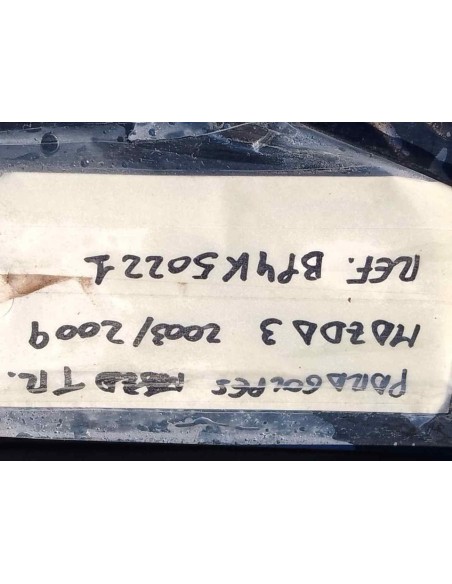 PARAGOLPES TR.
MAZDA 3 2003/2009
REF. BP4K50221